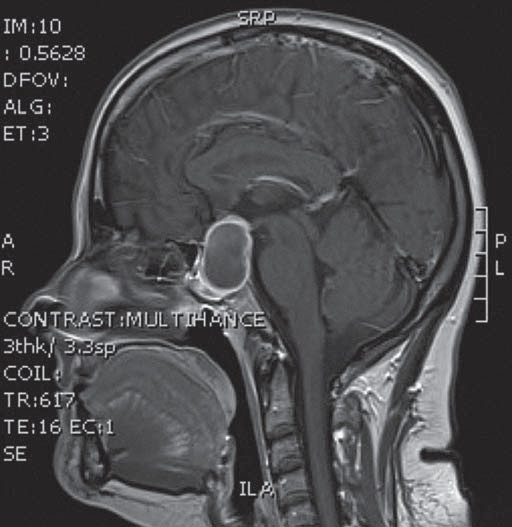 SRP
IM:10
: 0.5628
DFOV:
ALG:
ET:3
A
R
P
L
CONTRAST:MULTIHANCE
3thk/ 3.3sp
COIL:
TR:617
TE:16 EC:1
SE
ILA